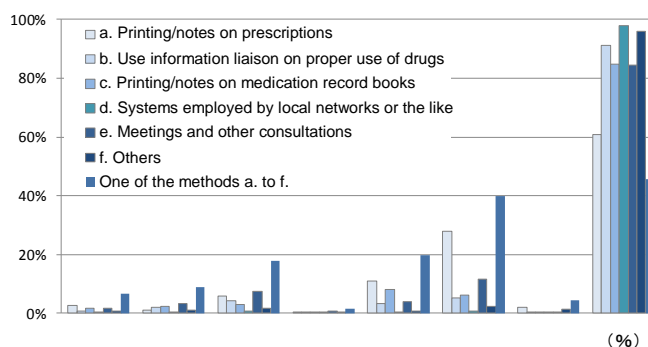 100%
a. Printing/notes on prescriptions
b. Use information liaison on proper use of drugs
80%
c. Printing/notes on medication record books
d. Systems employed by local networks or the like
60%
e. Meetings and other consultations
f. Others
One of the methods a. to f.
40%
20%
0%
（%）